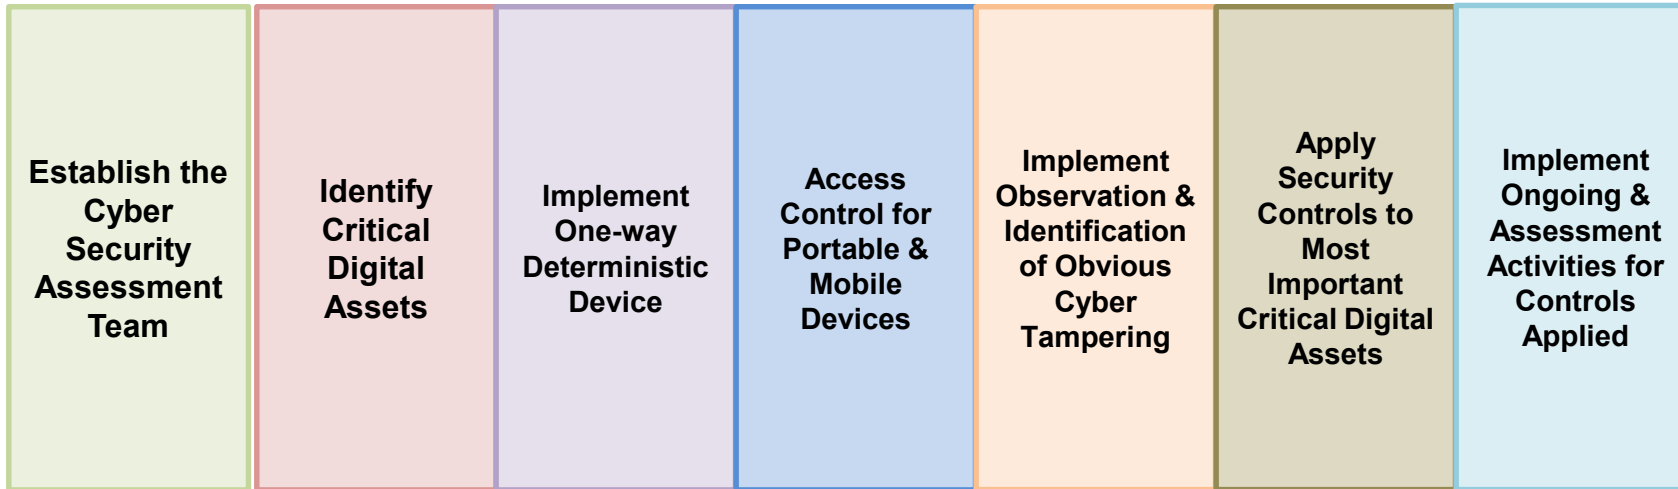 Establish the
Cyber
Security
Assessment
Team
Identify
Critical
Digital
Assets
Implement
One-way
Deterministic
Device
Access
Control for
Portable &
Mobile
Devices
Implement
Observation &
Identification
of Obvious
Cyber
Tampering
Apply
Security
Controls to
Most
Important
Critical Digital
Assets
Implement
Ongoing &
Assessment
Activities for
Controls
Applied